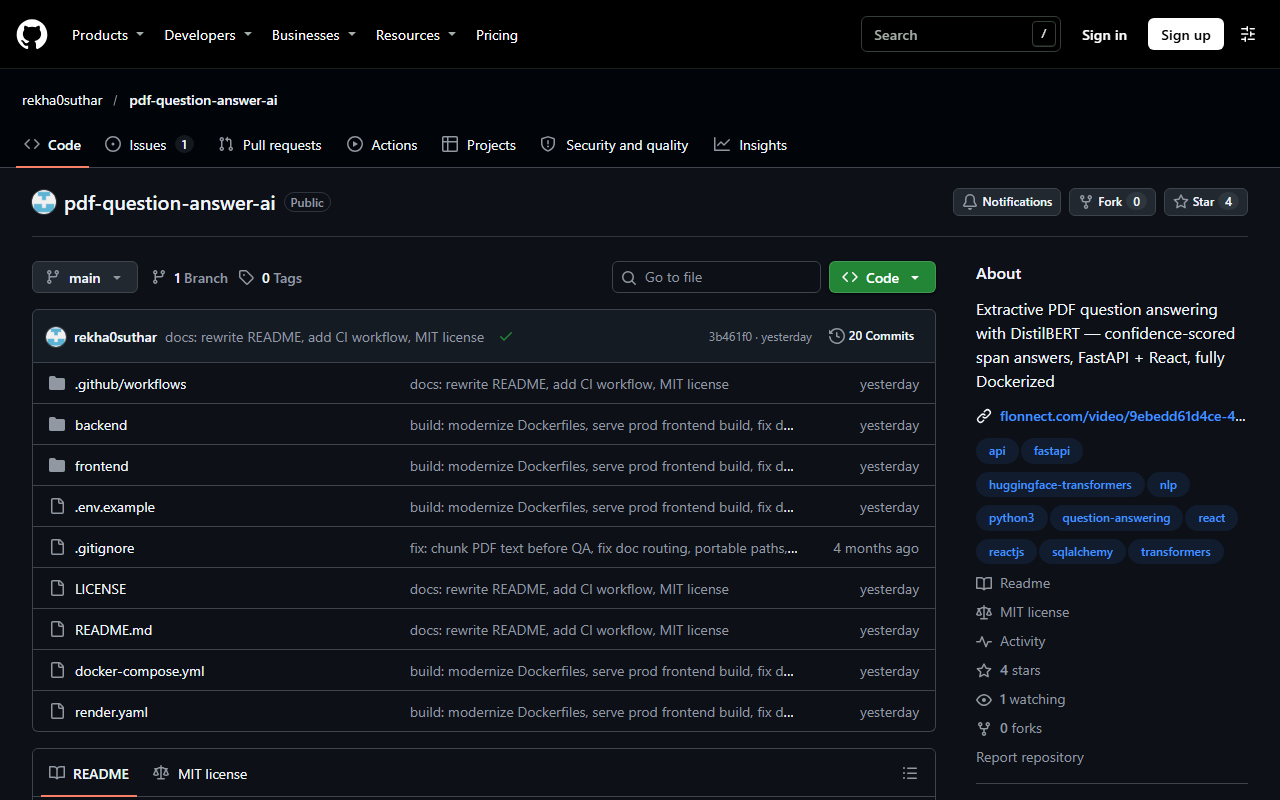 Products Developers Businesses Resources Pricing Search / Sign in Sign up
rekha0suthar / pdf-question-answer-ai
Code Issues 1 Pull requests Actions Projects Security and quality Insights
pdf-question-answer-ai Public Notifications Fork 0 Star 4
main 1 Branch 0 Tags Go to file Code
rekha0suthar docs: rewrite README, add CI workflow, MIT license 3b461f0 · yesterday 20 Commits
.github/workflows docs: rewrite README, add CI workflow, MIT license yesterday
backend build: modernize Dockerfiles, serve prod frontend build, fix d... yesterday
frontend build: modernize Dockerfiles, serve prod frontend build, fix d... yesterday
.env.example build: modernize Dockerfiles, serve prod frontend build, fix d... yesterday
.gitignore fix: chunk PDF text before QA, fix doc routing, portable paths,... 4 months ago
LICENSE docs: rewrite README, add CI workflow, MIT license yesterday
README.md docs: rewrite README, add CI workflow, MIT license yesterday
docker-compose.yml build: modernize Dockerfiles, serve prod frontend build, fix d... yesterday
render.yaml build: modernize Dockerfiles, serve prod frontend build, fix d... yesterday
README MIT license
About
Extractive PDF question answering
with DistilBERT — confidence-scored
span answers, FastAPI + React, fully
Dockerized
flonnect.com/video/9ebedd61d4ce-4...
api fastapi
huggingface-transformers nlp
python3 question-answering react
reactjs sqlalchemy transformers
Readme
MIT license
Activity
4 stars
1 watching
0 forks
Report repository